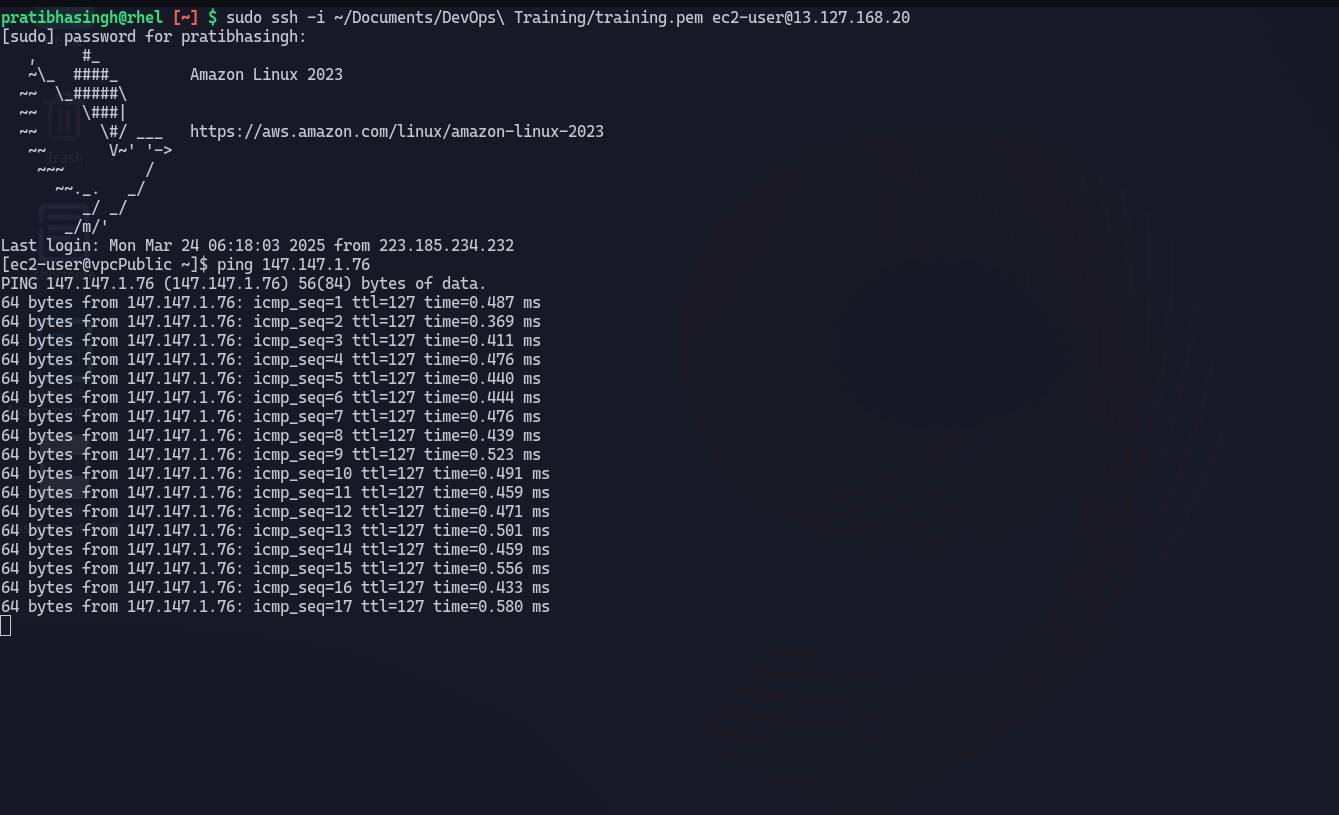 pratibhasingh@rhel [~] $ sudo ssh -i ~/Documents/DevOps\ Training/training.pem ec2-user@13.127.168.20
[sudo] password for pratibhasingh:
   ,     #_
   ~\_  ####_        Amazon Linux 2023
  ~~  \_#####\
  ~~     \###|
  ~~       \#/ ___   https://aws.amazon.com/linux/amazon-linux-2023
   ~~       V~' '->
    ~~~         /
      ~~._.   _/
         _/ _/
       _/m/'
Last login: Mon Mar 24 06:18:03 2025 from 223.185.234.232
[ec2-user@vpcPublic ~]$ ping 147.147.1.76
PING 147.147.1.76 (147.147.1.76) 56(84) bytes of data.
64 bytes from 147.147.1.76: icmp_seq=1 ttl=127 time=0.487 ms
64 bytes from 147.147.1.76: icmp_seq=2 ttl=127 time=0.369 ms
64 bytes from 147.147.1.76: icmp_seq=3 ttl=127 time=0.411 ms
64 bytes from 147.147.1.76: icmp_seq=4 ttl=127 time=0.476 ms
64 bytes from 147.147.1.76: icmp_seq=5 ttl=127 time=0.440 ms
64 bytes from 147.147.1.76: icmp_seq=6 ttl=127 time=0.444 ms
64 bytes from 147.147.1.76: icmp_seq=7 ttl=127 time=0.476 ms
64 bytes from 147.147.1.76: icmp_seq=8 ttl=127 time=0.439 ms
64 bytes from 147.147.1.76: icmp_seq=9 ttl=127 time=0.523 ms
64 bytes from 147.147.1.76: icmp_seq=10 ttl=127 time=0.491 ms
64 bytes from 147.147.1.76: icmp_seq=11 ttl=127 time=0.459 ms
64 bytes from 147.147.1.76: icmp_seq=12 ttl=127 time=0.471 ms
64 bytes from 147.147.1.76: icmp_seq=13 ttl=127 time=0.501 ms
64 bytes from 147.147.1.76: icmp_seq=14 ttl=127 time=0.459 ms
64 bytes from 147.147.1.76: icmp_seq=15 ttl=127 time=0.556 ms
64 bytes from 147.147.1.76: icmp_seq=16 ttl=127 time=0.433 ms
64 bytes from 147.147.1.76: icmp_seq=17 ttl=127 time=0.580 ms
Trash